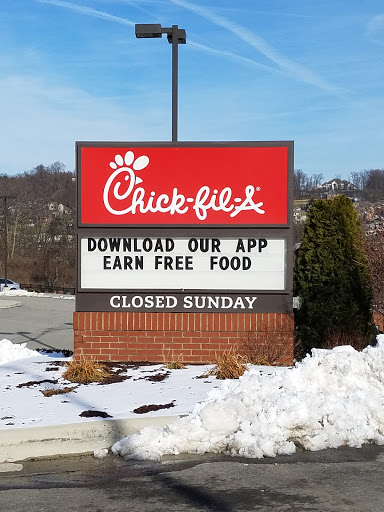 Chick-fil-A®
DOWNLOAD OUR APP
EARN FREE FOOD
CLOSED SUNDAY